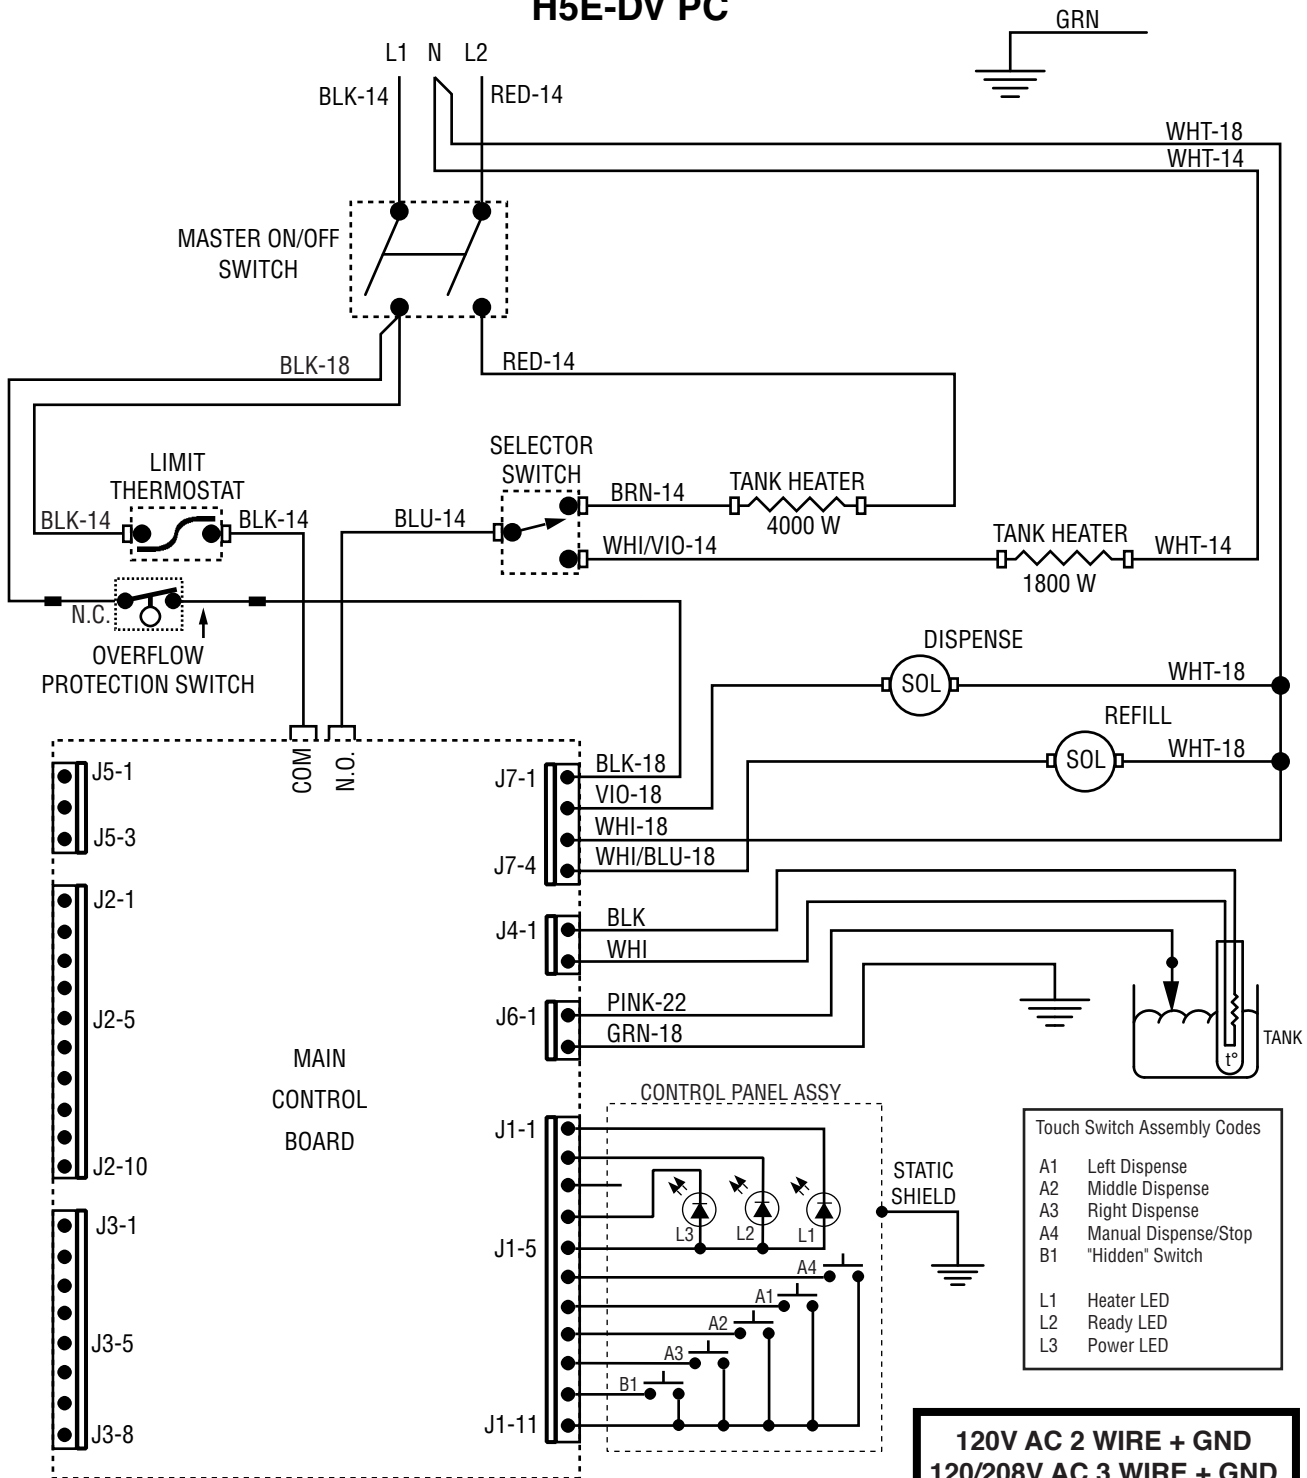 H5E-DV PC
GRN
L1 N L2
BLK-14
RED-14
WHT-18
WHT-14
MASTER ON/OFF
SWITCH
BLK-18
RED-14
LIMIT
THERMOSTAT
BLK-14
BLK-14
SELECTOR
SWITCH
BLU-14
BRN-14
TANK HEATER
4000 W
WHI/VIO-14
TANK HEATER
1800 W
WHT-14
N.C.
OVERFLOW
PROTECTION SWITCH
DISPENSE
SOL
WHT-18
REFILL
SOL
WHT-18
COM
N.O.
J5-1
J5-3
J2-1
J2-5
J2-10
J3-1
J3-5
J3-8
MAIN
CONTROL
BOARD
J7-1
BLK-18
VIO-18
WHI-18
J7-4
WHI/BLU-18
J4-1
BLK
WHI
J6-1
PINK-22
GRN-18
t°
TANK
CONTROL PANEL ASSY
J1-1
J1-5
J1-11
L3
L2
L1
A4
A1
A2
A3
B1
STATIC
SHIELD
Touch Switch Assembly Codes
A1 Left Dispense
A2 Middle Dispense
A3 Right Dispense
A4 Manual Dispense/Stop
B1 "Hidden" Switch
L1 Heater LED
L2 Ready LED
L3 Power LED
120V AC 2 WIRE + GND
120/208V AC 3 WIRE + GND